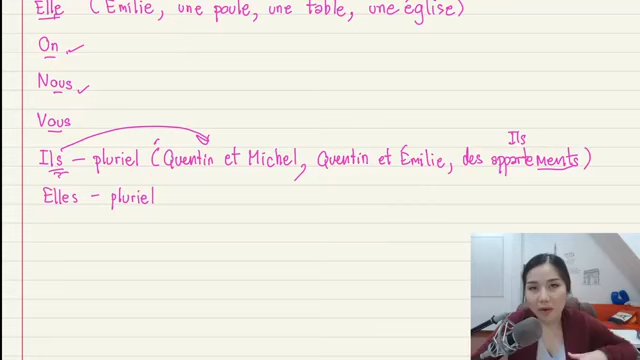 Elle (Emilie, une poule, une table, une église)
On
Nous
Vous
Ils
Ils - pluriel (Quentin et Michel, Quentin et Émilie, des appartements)
Elles - pluriel